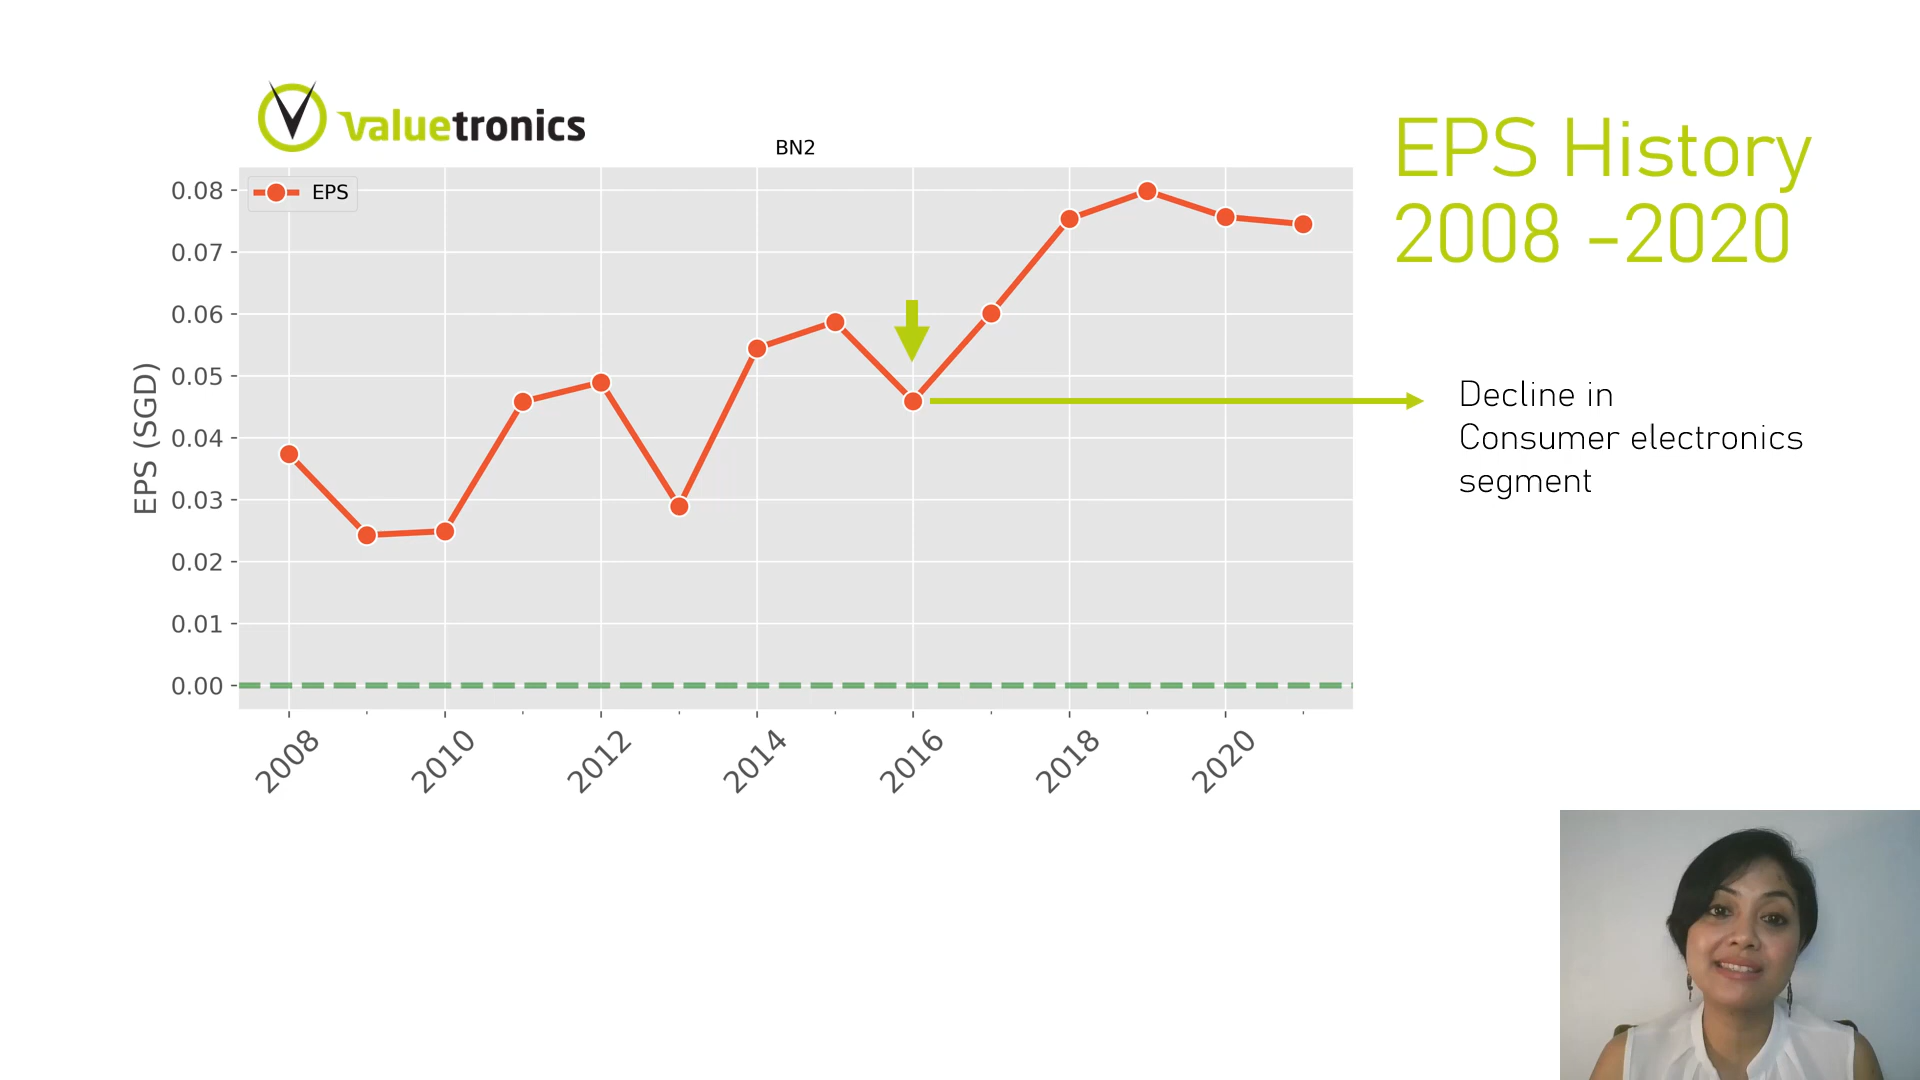 valuetronics
BN2
EPS History
2008 -2020
EPS
EPS (SGD)
0.08
0.07
0.06
0.05
0.04
0.03
0.02
0.01
0.00
2008
2010
2012
2014
2016
2018
2020
Decline in
Consumer electronics
segment